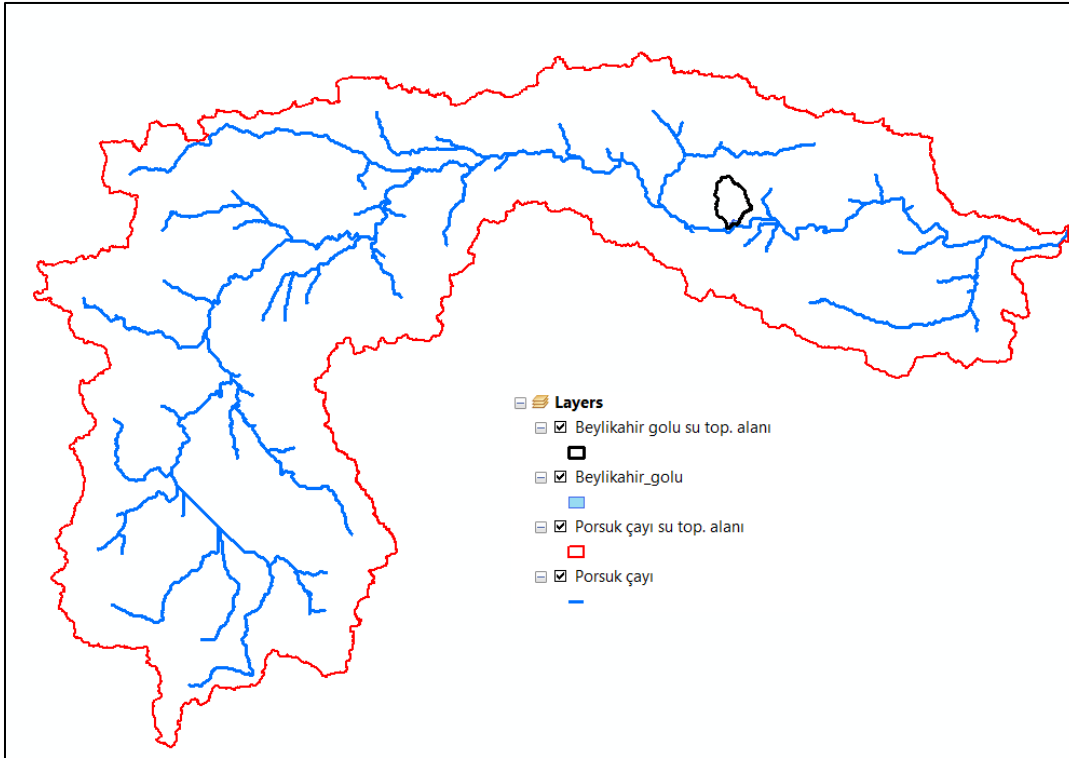 Layers
Beylikahir golu su top. alanı
Beylikahir_golu
Porsuk çayı su top. alanı
Porsuk çayı